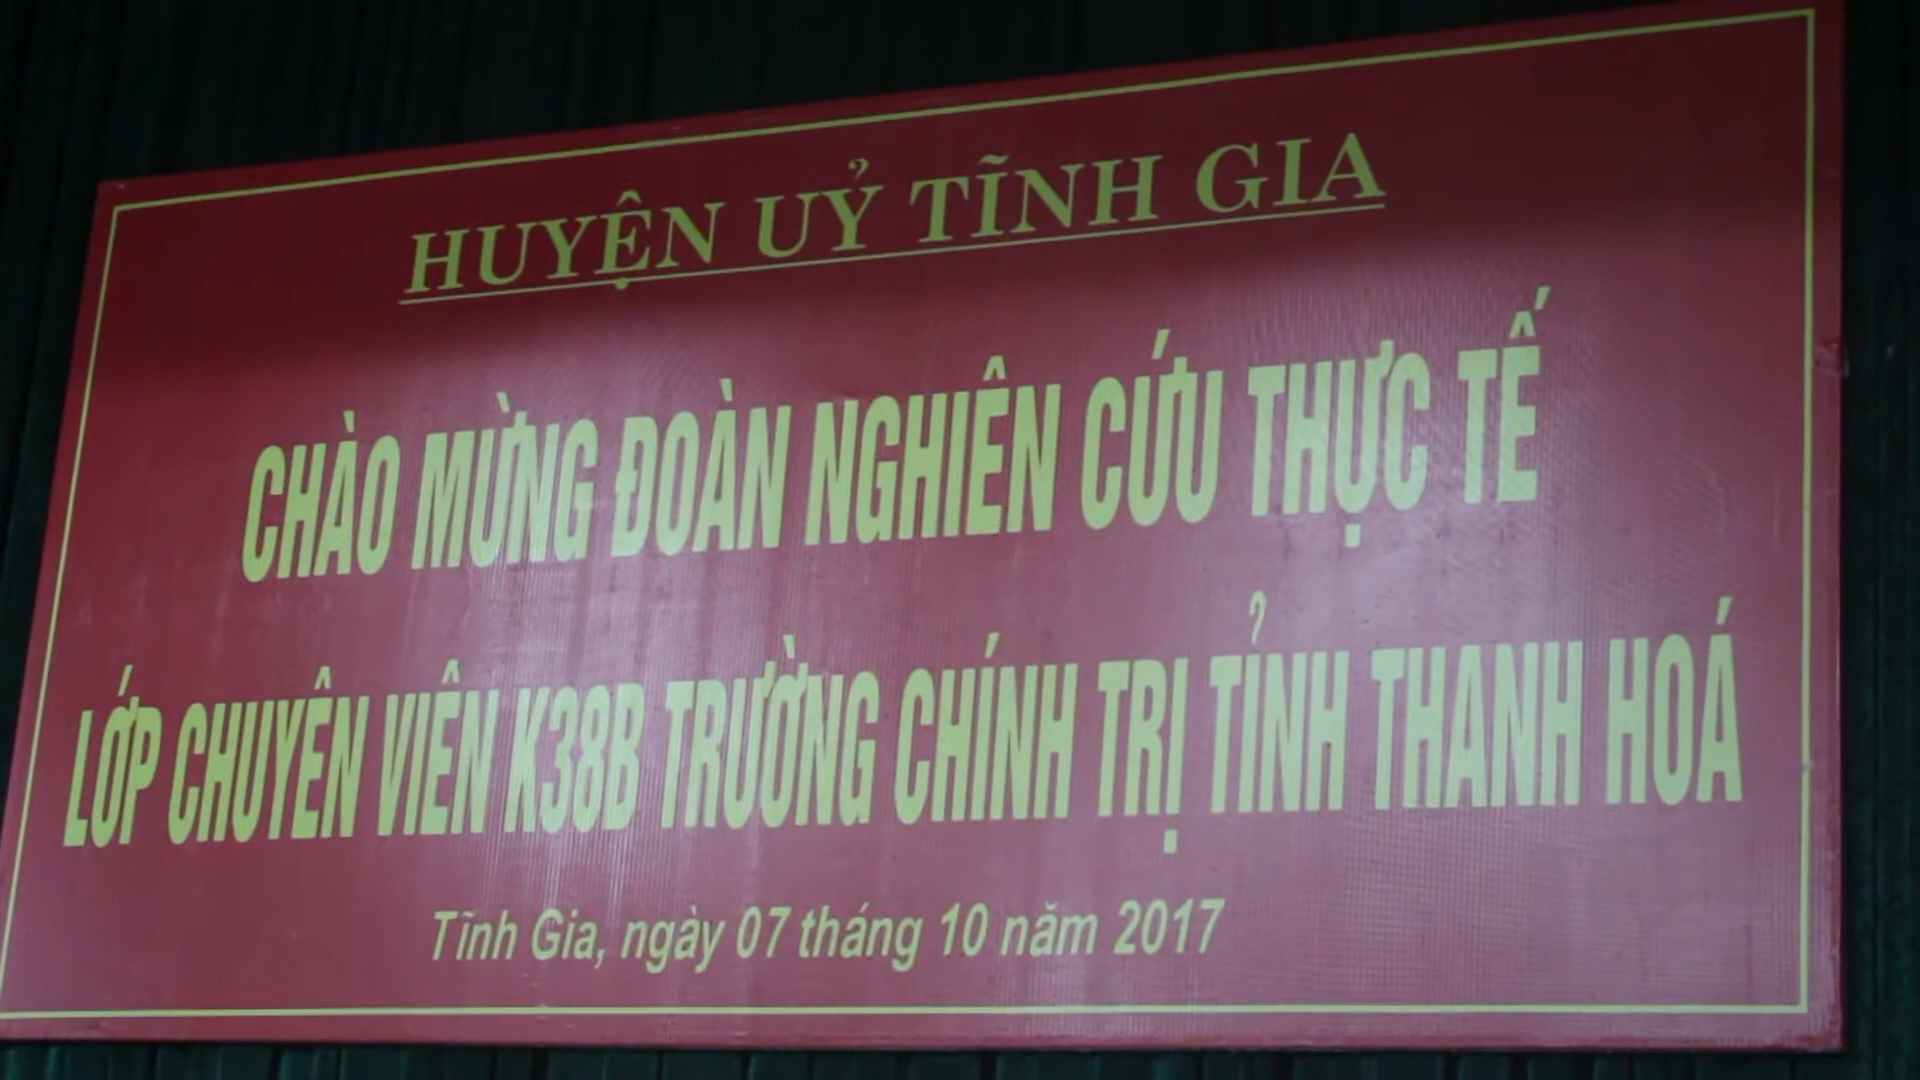 HUYỆN UỶ TĨNH GIA
CHÀO MỪNG ĐOÀN NGHIÊN CỨU THỰC TẾ
LỚP CHUYÊN VIÊN K38B TRƯỜNG CHÍNH TRỊ TỈNH THANH HOÁ
Tĩnh Gia, ngày 07 tháng 10 năm 2017